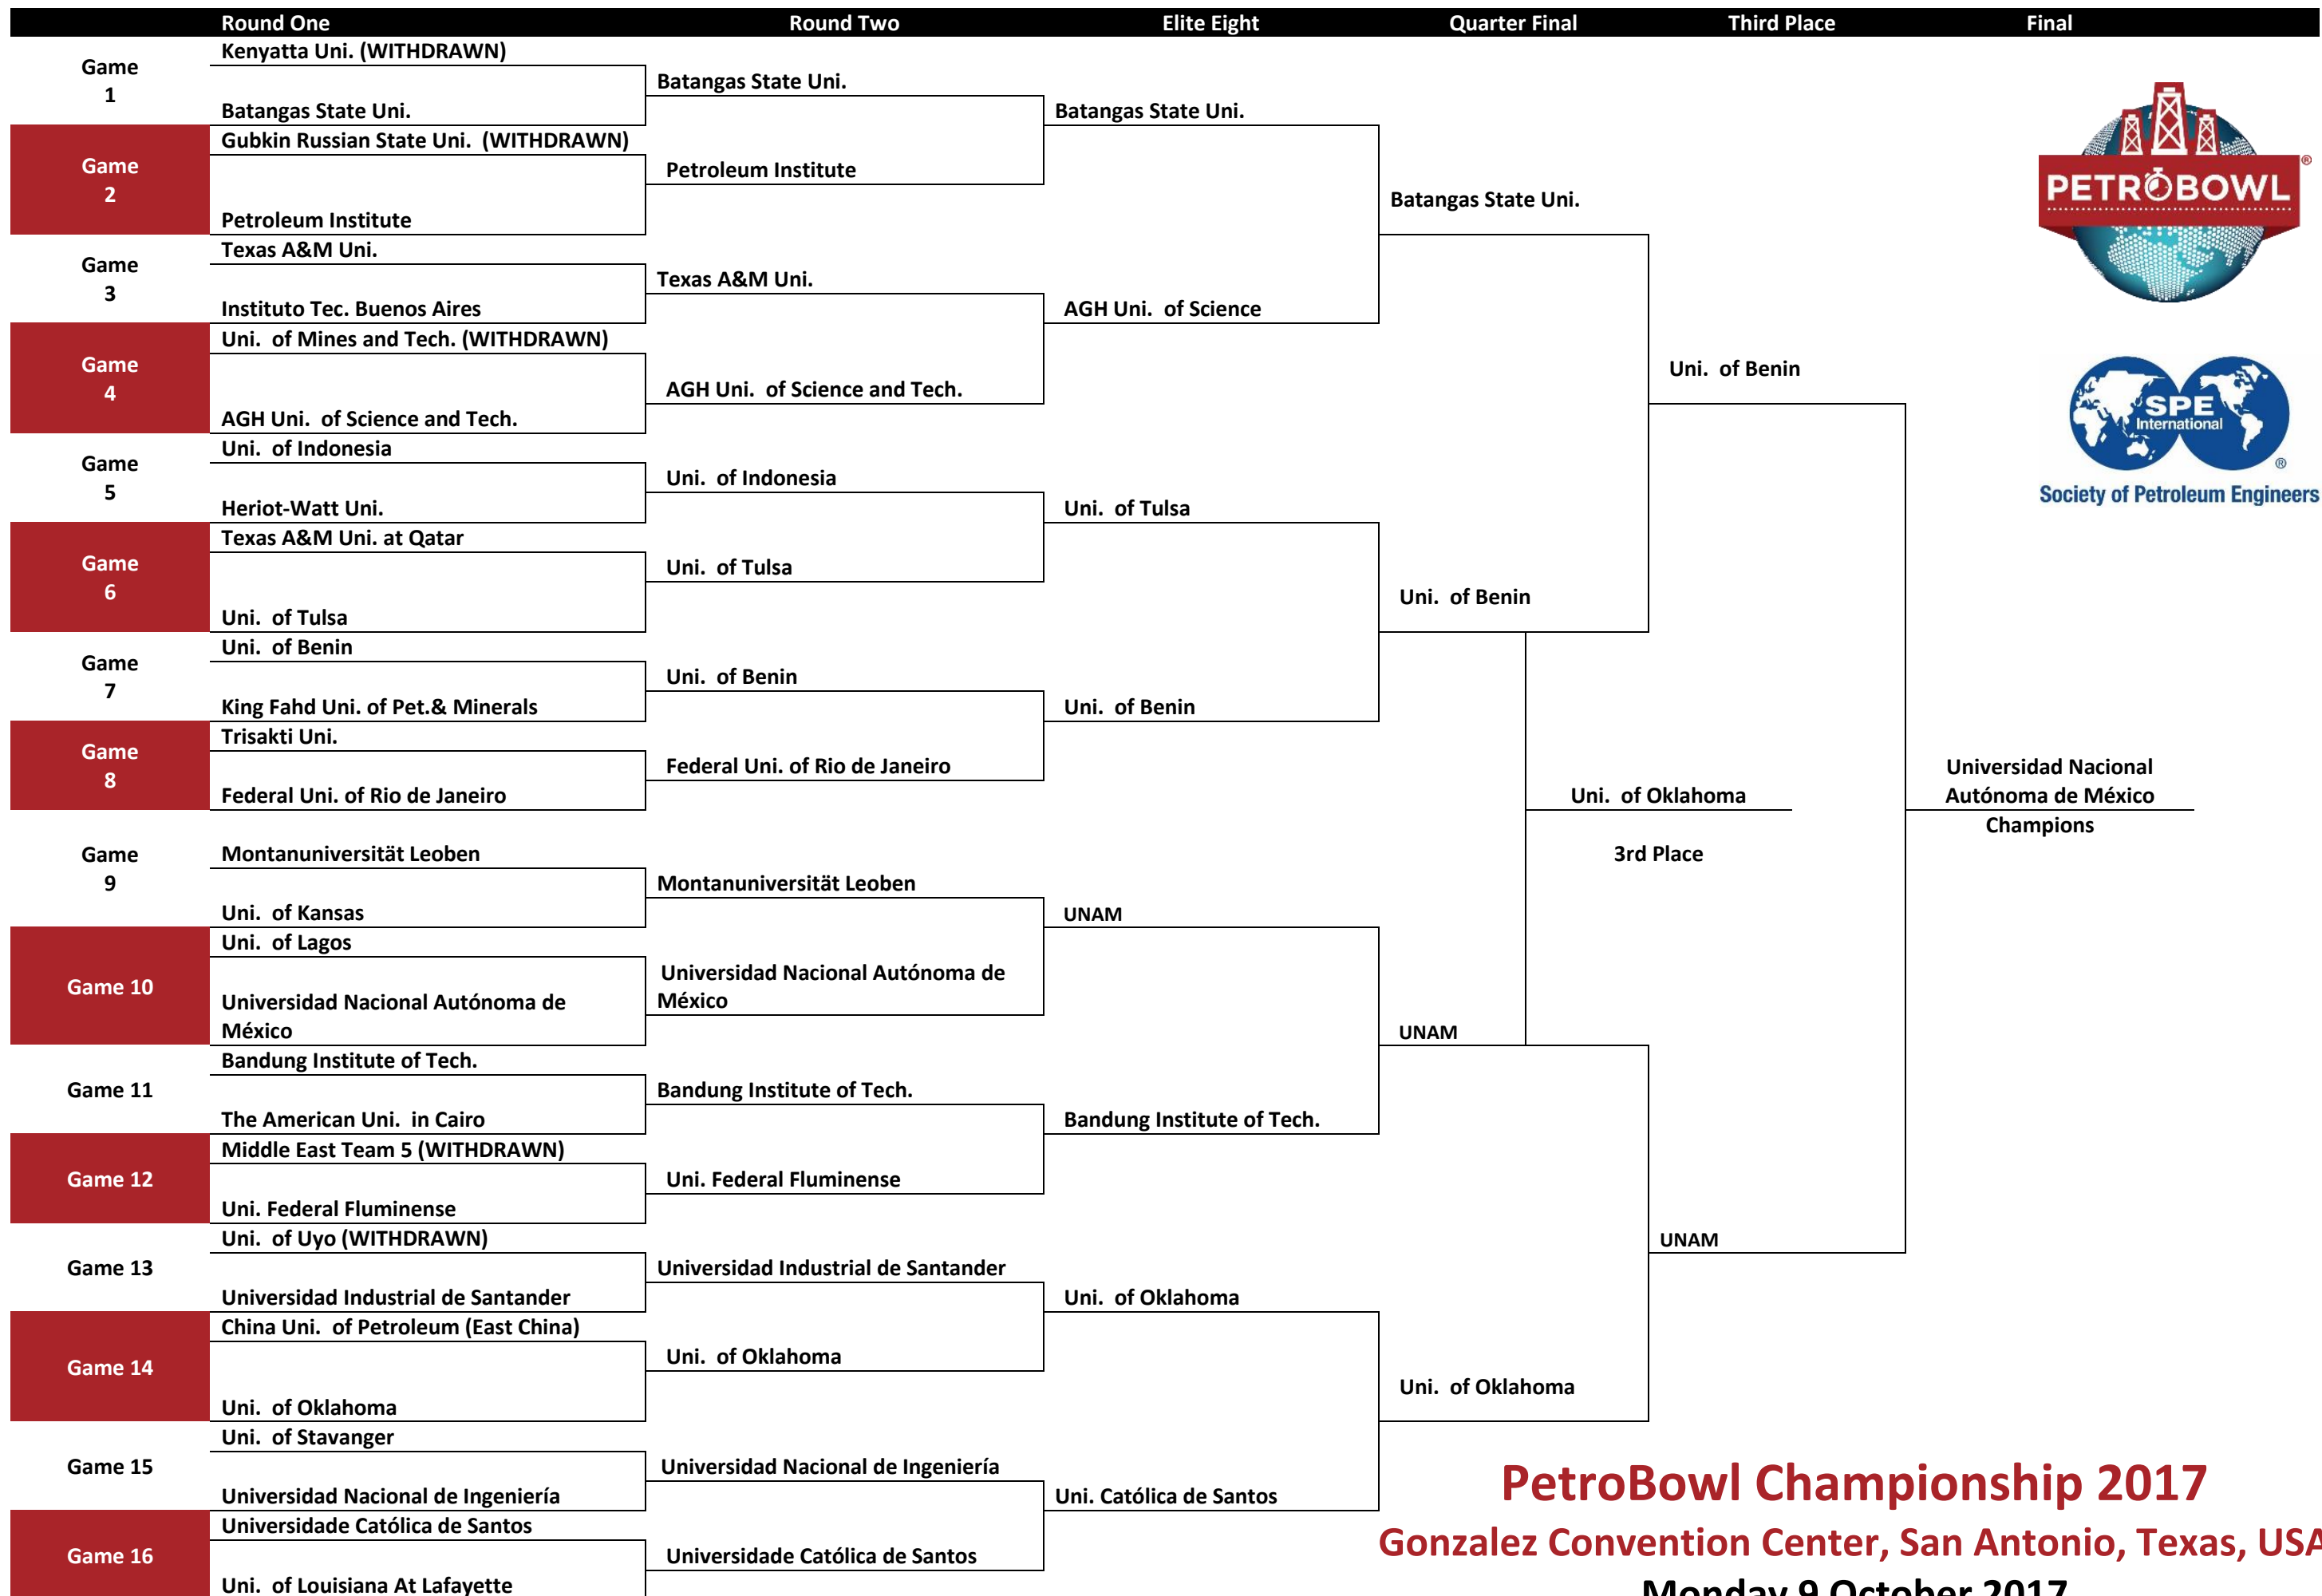 Round One Round Two Elite Eight Quarter Final Third Place Final
Game
1
Kenyatta Uni. (WITHDRAWN)
Batangas State Uni.
Game
2
Gubkin Russian State Uni. (WITHDRAWN)
Petroleum Institute
Game
3
Texas A&M Uni.
Instituto Tec. Buenos Aires
Game
4
Uni. of Mines and Tech. (WITHDRAWN)
AGH Uni. of Science and Tech.
Game
5
Uni. of Indonesia
Heriot-Watt Uni.
Game
6
Texas A&M Uni. at Qatar
Uni. of Tulsa
Game
7
Uni. of Benin
King Fahd Uni. of Pet.& Minerals
Game
8
Trisakti Uni.
Federal Uni. of Rio de Janeiro
Game
9
Montanuniversität Leoben
Uni. of Kansas
Game 10
Uni. of Lagos
Universidad Nacional Autónoma de
México
Game 11
Bandung Institute of Tech.
The American Uni. in Cairo
Game 12
Middle East Team 5 (WITHDRAWN)
Uni. Federal Fluminense
Game 13
Uni. of Uyo (WITHDRAWN)
Universidad Industrial de Santander
Game 14
China Uni. of Petroleum (East China)
Uni. of Oklahoma
Game 15
Uni. of Stavanger
Universidad Nacional de Ingeniería
Game 16
Universidade Católica de Santos
Uni. of Louisiana At Lafayette
Batangas State Uni.
Petroleum Institute
Texas A&M Uni.
AGH Uni. of Science and Tech.
Uni. of Indonesia
Uni. of Tulsa
Uni. of Benin
Federal Uni. of Rio de Janeiro
Montanuniversität Leoben
Universidad Nacional Autónoma de
México
Bandung Institute of Tech.
Uni. Federal Fluminense
Universidad Industrial de Santander
Uni. of Oklahoma
Universidad Nacional de Ingeniería
Universidade Católica de Santos
Batangas State Uni.
AGH Uni. of Science
Uni. of Tulsa
Uni. of Benin
UNAM
Bandung Institute of Tech.
Uni. of Oklahoma
Uni. Católica de Santos
Batangas State Uni.
Uni. of Benin
UNAM
Uni. of Oklahoma
Uni. of Benin
Uni. of Oklahoma
3rd Place
UNAM
Universidad Nacional
Autónoma de México
Champions
PETROBOWL ®
SPE
International
®
Society of Petroleum Engineers
PetroBowl Championship 2017
Gonzalez Convention Center, San Antonio, Texas, USA
Monday 9 October 2017